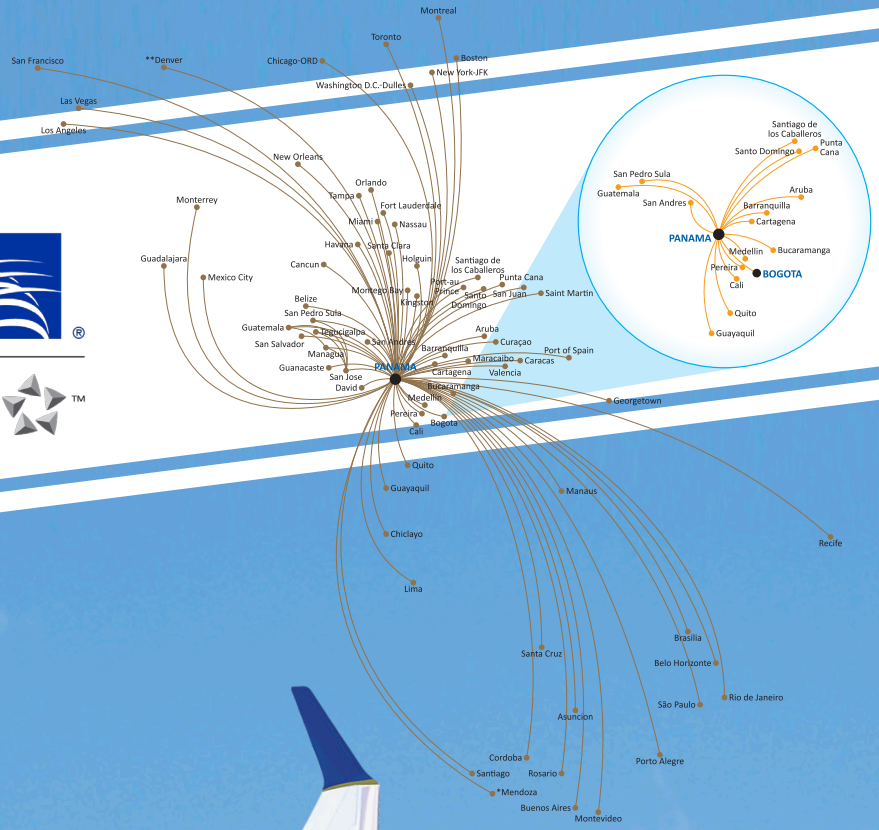 Montreal
Toronto
San Francisco
**Denver
Chicago-ORD
Boston
New York-JFK
Washington D.C.-Dulles
Las Vegas
Los Angeles
New Orleans
Orlando
Tampa
Fort Lauderdale
Monterrey
Miami
Nassau
Havana
Santa Clara
Guadalajara
Mexico City
Cancun
Holguin
Santiago de
los Caballeros
Punta Cana
Port-au
Prince
Montego Bay
Kingston
Santo
Domingo
San Juan
Saint Martin
Belize
San Pedro Sula
Guatemala
Tegucigalpa
San Salvador
San Andres
Managua
Aruba
Curaçao
Barranquilla
Port of Spain
Maracaibo
Caracas
Guanacaste
San Jose
David
PANAMA
Cartagena
Valencia
Bucaramanga
Medellin
Georgetown
Pereira
Bogota
Cali
Quito
Guayaquil
Manaus
Chiclayo
Recife
Lima
Brasilia
Santa Cruz
Belo Horizonte
Rio de Janeiro
São Paulo
Asuncion
Cordoba
Porto Alegre
Santiago
Rosario
*Mendoza
Buenos Aires
Montevideo
Santiago de
los Caballeros
Punta
Cana
Santo Domingo
San Pedro Sula
Guatemala
San Andres
Aruba
Barranquilla
Cartagena
PANAMA
Medellin
Bucaramanga
Pereira
BOGOTA
Cali
Quito
Guayaquil
®
TM